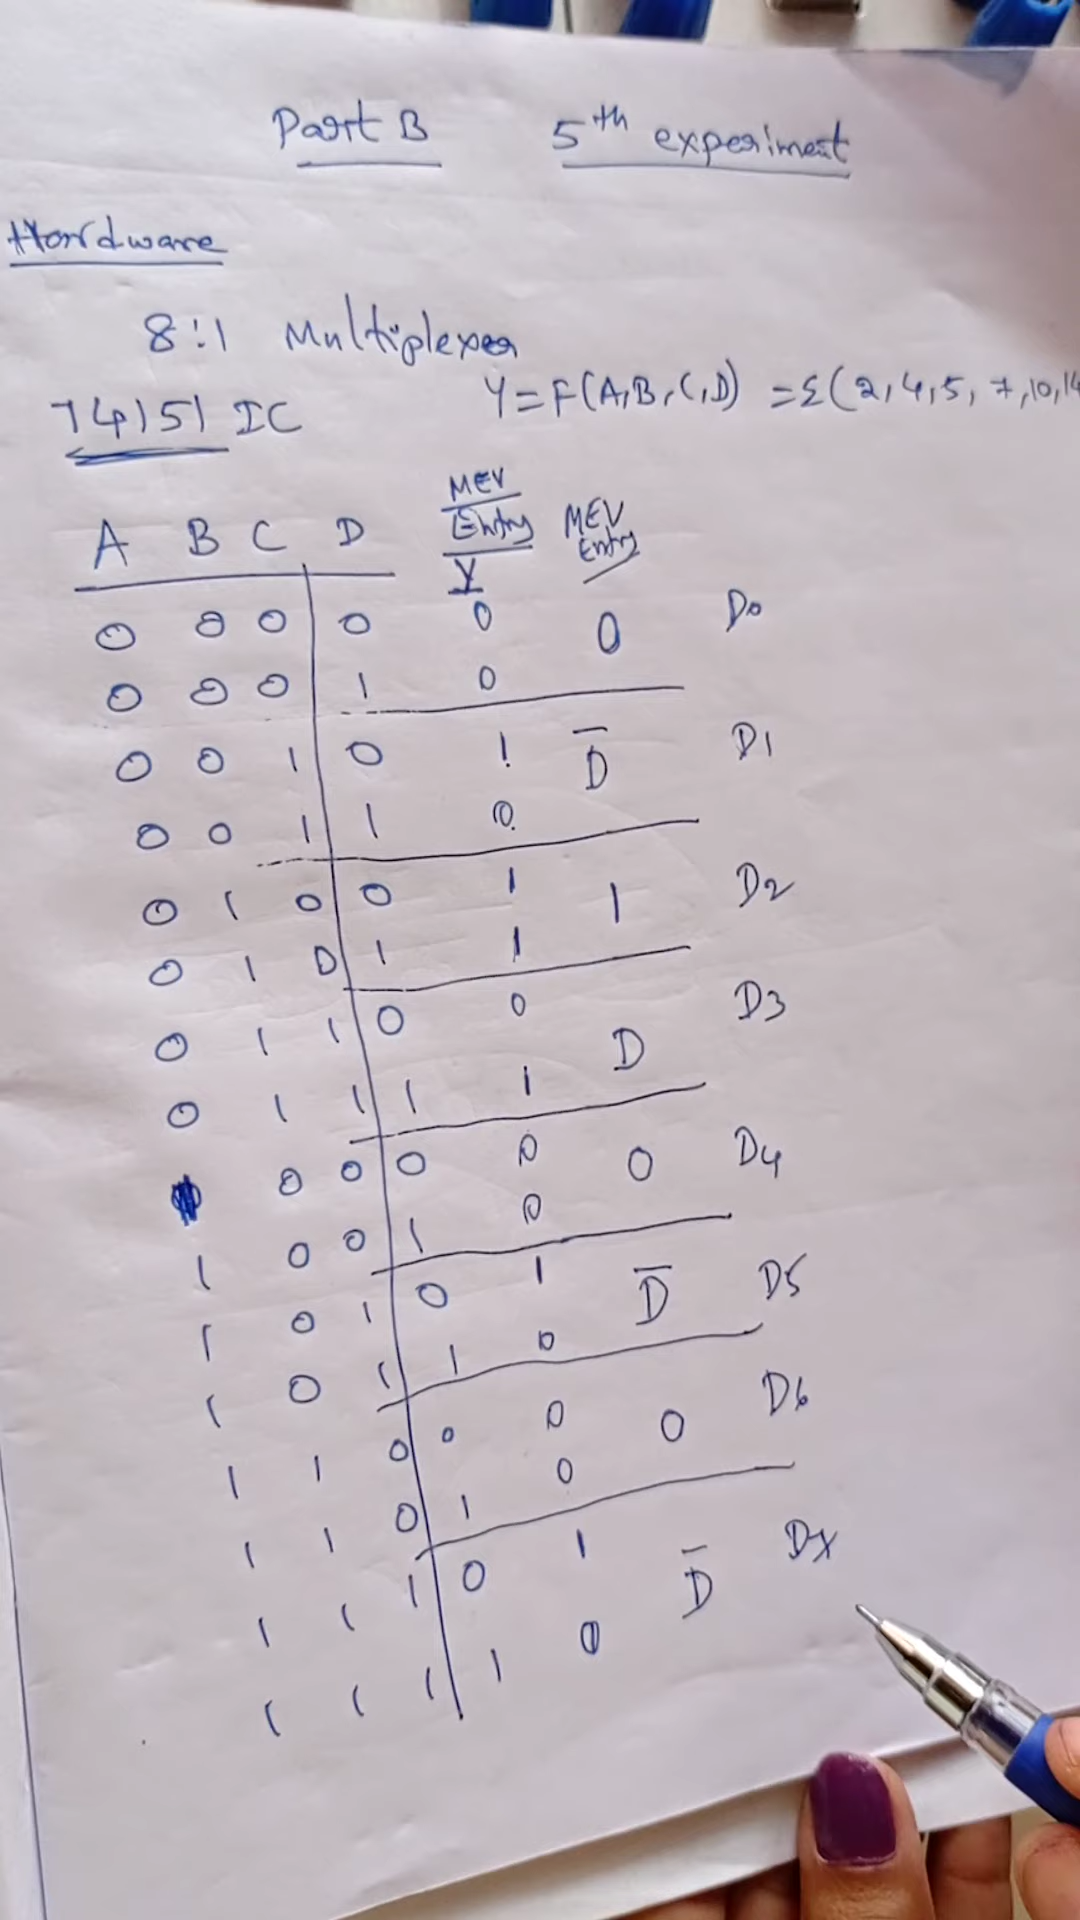 Part B 5th experiment
Hardware
8:1 Multiplexer
74151 IC
Y=F(A,B,C,D) =Σ(2,4,5,7,10,14
A B C D MEV Entry Y MEV Entry
0 0 0 0 0 0 D0
0 0 0 1 0
0 0 1 0 1 D̅ D1
0 0 1 1 0
0 1 0 0 1 1 D2
0 1 0 1 1
0 1 1 0 0 D D3
0 1 1 1 1
0 0 0 0 0 D4
1 0 0 1 0
1 0 1 0 1 D̅ D5
1 0 1 1 0
1 1 0 0 0 0 D6
1 1 0 1 0
1 1 1 0 1 D̅ D7
1 1 1 1 0